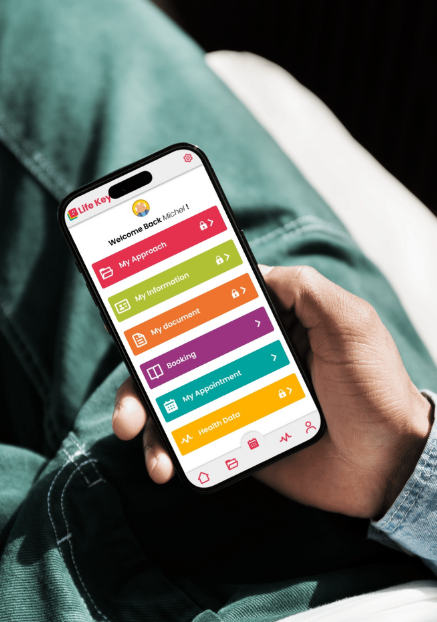 Life Key
Welcome Back Michel !
My Approach
My Information
My document
Booking
My Appointment
Health Data